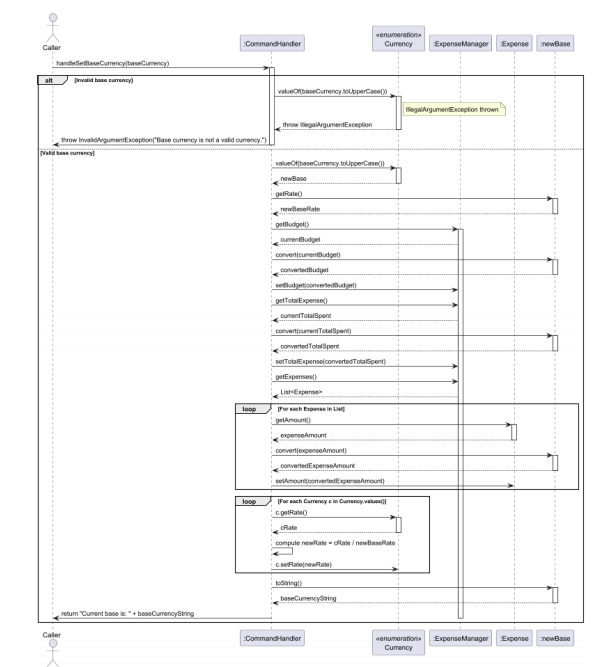 Caller
:CommandHandler
«enumeration»
Currency
:ExpenseManager
:Expense
:newBase
handleSetBaseCurrency(baseCurrency)
alt [Invalid base currency]
valueOf(baseCurrency.toUpperCase())
IllegalArgumentException thrown
throw IllegalArgumentException
throw InvalidArgumentException("Base currency is not a valid currency.")
[Valid base currency]
valueOf(baseCurrency.toUpperCase())
newBase
getRate()
newBaseRate
getBudget()
currentBudget
convert(currentBudget)
convertedBudget
setBudget(convertedBudget)
getTotalExpense()
currentTotalSpent
convert(currentTotalSpent)
convertedTotalSpent
setTotalExpense(convertedTotalSpent)
getExpenses()
List<Expense>
loop [For each Expense in List]
getAmount()
expenseAmount
convert(expenseAmount)
convertedExpenseAmount
setAmount(convertedExpenseAmount)
loop [For each Currency c in Currency.values()]
c.getRate()
cRate
compute newRate = cRate / newBaseRate
c.setRate(newRate)
toString()
baseCurrencyString
return "Current base is: " + baseCurrencyString
Caller
:CommandHandler
«enumeration»
Currency
:ExpenseManager
:Expense
:newBase